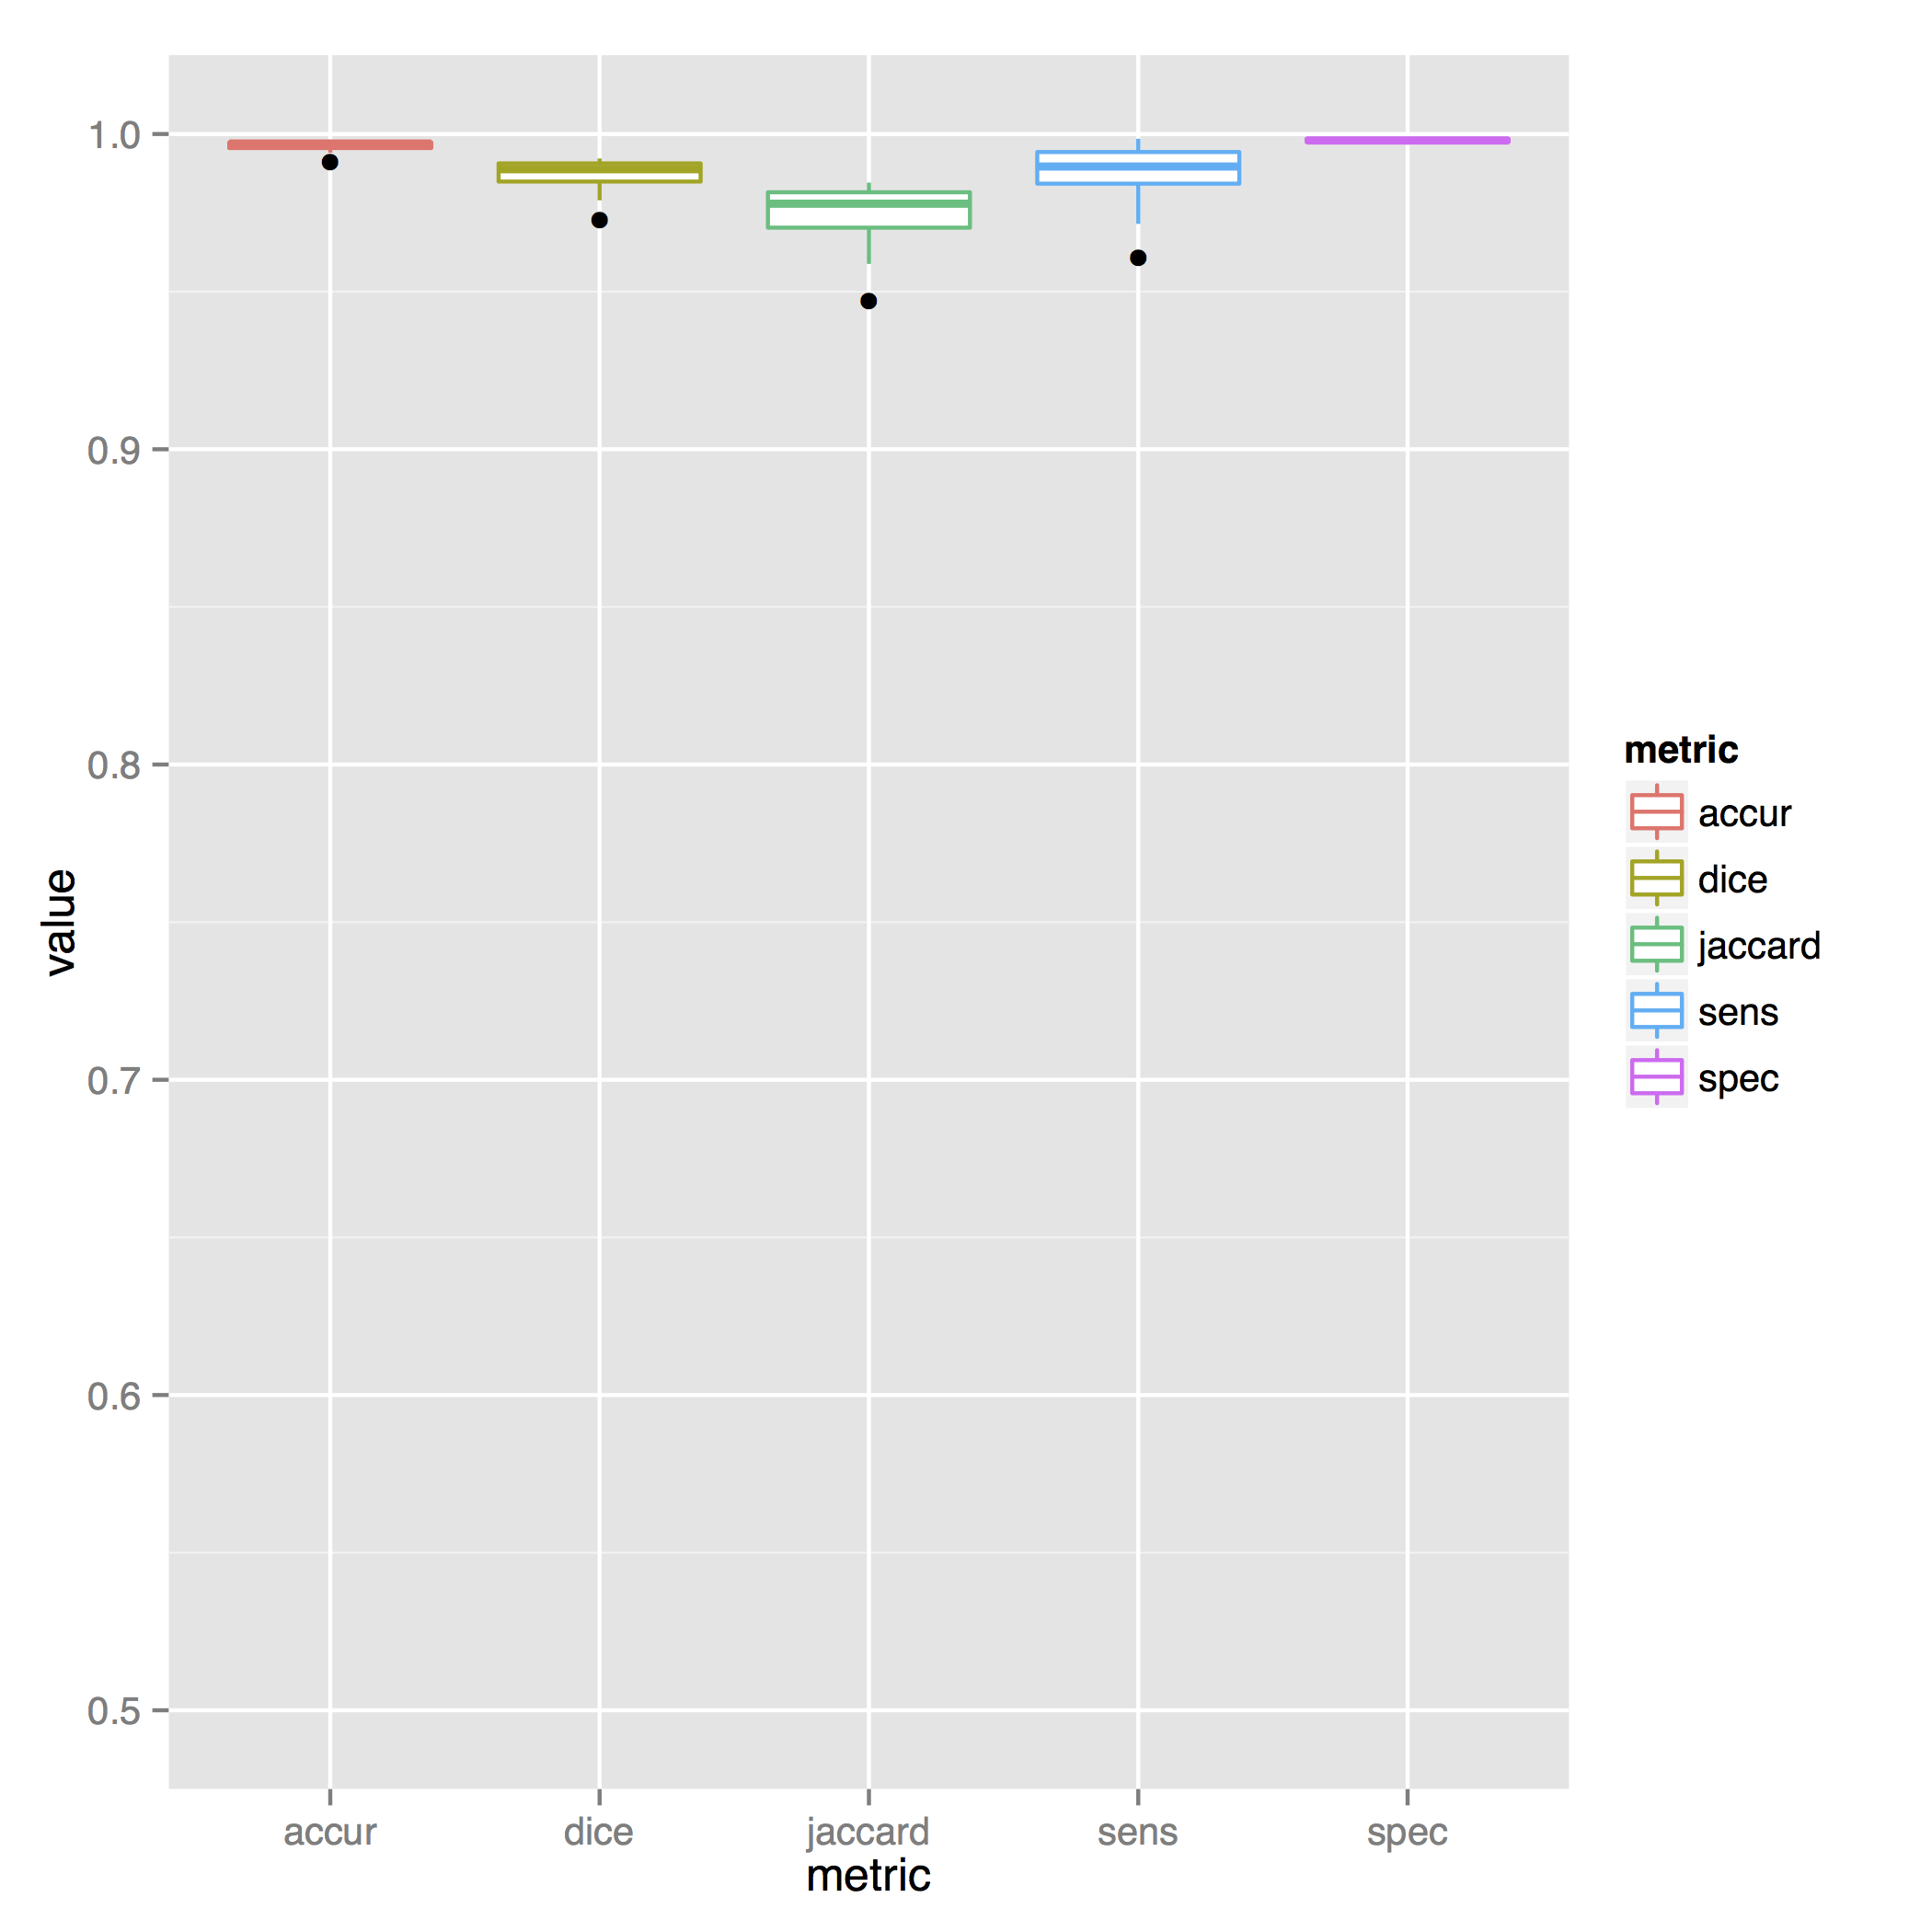 1.0
0.9
0.8
0.7
0.6
0.5
value
accur
dice
jaccard
sens
spec
metric
metric
accur
dice
jaccard
sens
spec